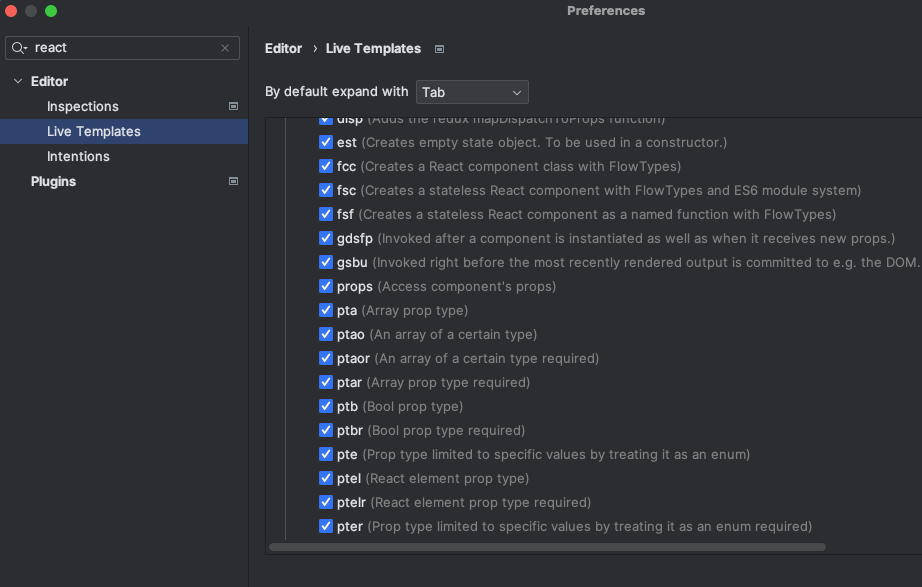 Preferences
react
Editor › Live Templates
Editor
Inspections
Live Templates
Intentions
Plugins
By default expand with Tab
disp (Adds the redux mapDispatchToProps function)
est (Creates empty state object. To be used in a constructor.)
fcc (Creates a React component class with FlowTypes)
fsc (Creates a stateless React component with FlowTypes and ES6 module system)
fsf (Creates a stateless React component as a named function with FlowTypes)
gdsfp (Invoked after a component is instantiated as well as when it receives new props.)
gsbu (Invoked right before the most recently rendered output is committed to e.g. the DOM.
props (Access component's props)
pta (Array prop type)
ptao (An array of a certain type)
ptaor (An array of a certain type required)
ptar (Array prop type required)
ptb (Bool prop type)
ptbr (Bool prop type required)
pte (Prop type limited to specific values by treating it as an enum)
ptel (React element prop type)
ptelr (React element prop type required)
pter (Prop type limited to specific values by treating it as an enum required)